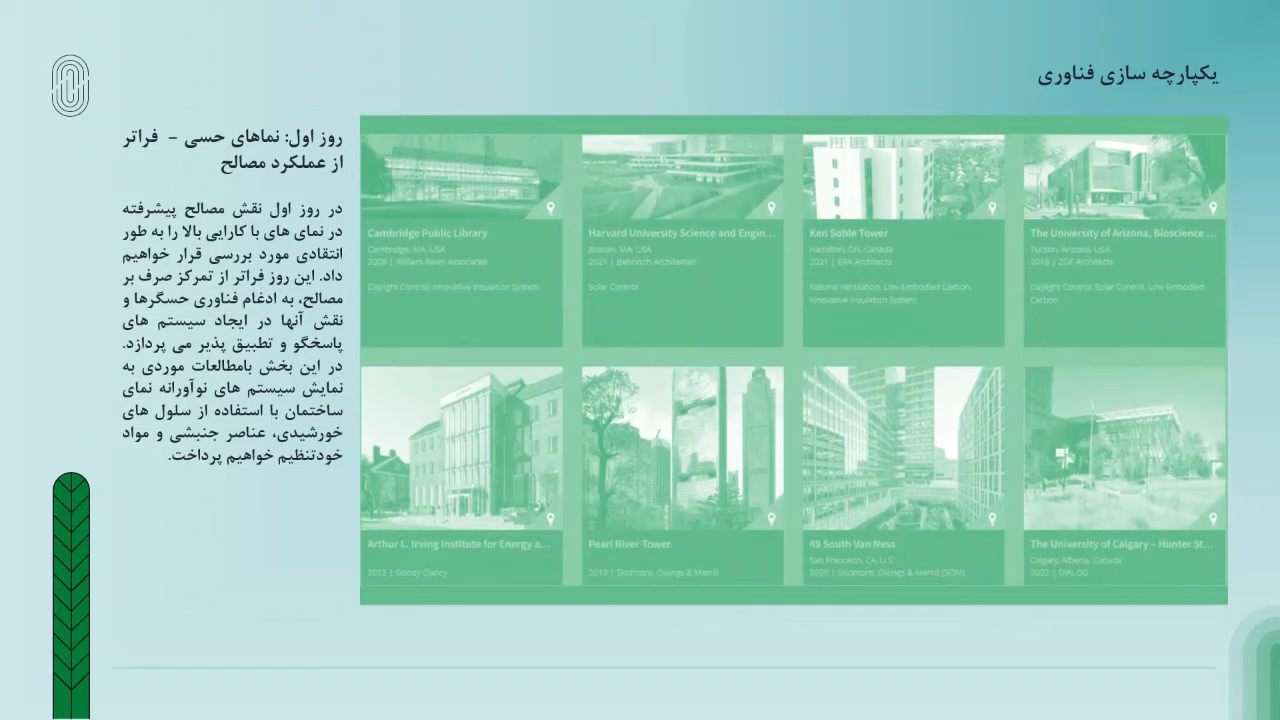 یکپارچه سازی فناوری
روز اول: نماهای حسی - فراتر
از عملکرد مصالح
در روز اول نقش مصالح پیشرفته
در نمای های با کارایی بالا را به طور
انتقادی مورد بررسی قرار خواهیم
داد. این روز فراتر از تمرکز صرف بر
مصالح، به ادغام فناوری حسگرها و
نقش آنها در ایجاد سیستم های
پاسخگو و تطبیق پذیر می پردازد.
در این بخش بامطالعات موردی به
نمایش سیستم های نوآورانه نمای
ساختمان با استفاده از سلول های
خورشیدی، عناصر جنبشی و مواد
خودتنظیم خواهیم پرداخت.
Cambridge Public Library
Cambridge, MA, USA
2009 | William Rawn Associates
Daylight Control, Innovative Insulation System
Harvard University Science and Engin...
Boston, MA, USA
2021 | Behnisch Architekten
Solar Control
Ken Soble Tower
Hamilton, ON, Canada
2021 | ERA Architects
Natural Ventilation, Low Embodied Carbon,
Innovative Insulation System
The University of Arizona, Bioscience ...
Tucson, Arizona, USA
2018 | ZGF Architects
Daylight Control, Solar Control, Low Embodied
Carbon
Arthur L. Irving Institute for Energy a...
2022 | Goody Clancy
Pearl River Tower
2013 | Skidmore, Owings & Merrill
49 South Van Ness
San Francisco, CA, U.S.
2020 | Skidmore, Owings & Merrill (SOM)
The University of Calgary – Hunter St...
Calgary, Alberta, Canada
2022 | DIALOG